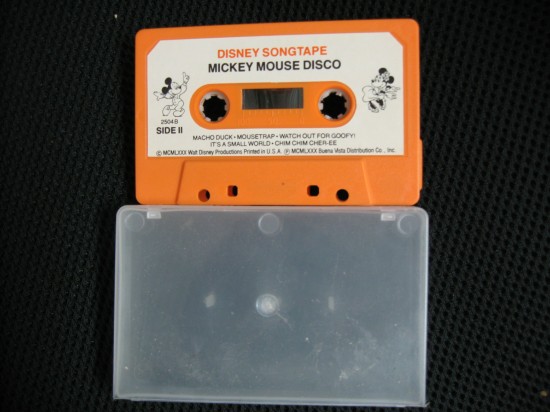 DISNEY SONGTAPE
MICKEY MOUSE DISCO
2504B
SIDE II
MACHO DUCK • MOUSETRAP • WATCH OUT FOR GOOFY!
IT'S A SMALL WORLD • CHIM CHIM CHER-EE
© MCMLXXX Walt Disney Productions Printed in U.S.A. ℗ MCMLXXX Buena Vista Distribution Co., Inc.